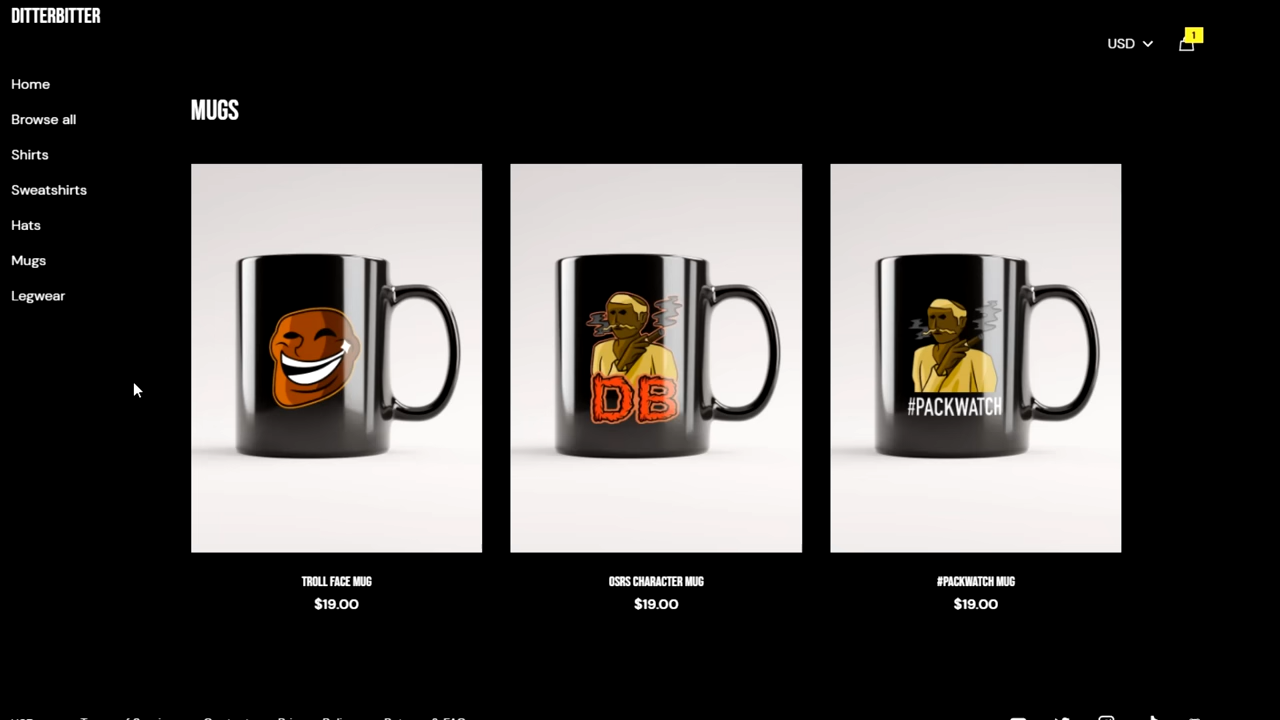 DITTERBITTER
USD
1
Home
Browse all
Shirts
Sweatshirts
Hats
Mugs
Legwear
MUGS
DB
#PACKWATCH
TROLL FACE MUG
$19.00
OSRS CHARACTER MUG
$19.00
#PACKWATCH MUG
$19.00